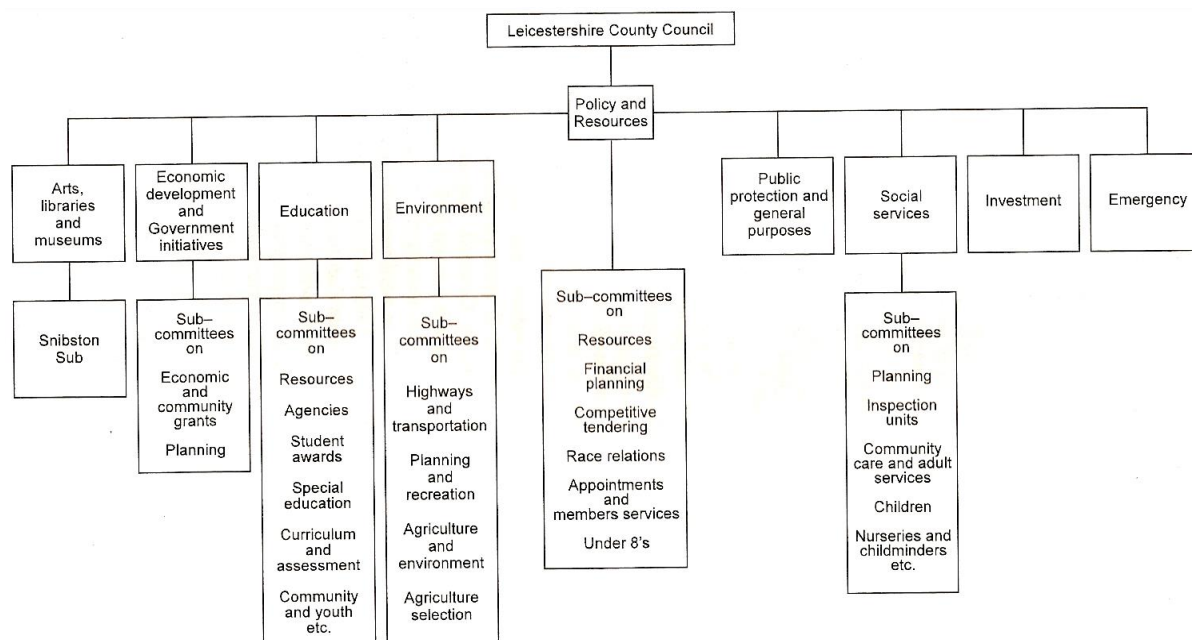 Leicestershire County Council
Policy and
Resources
Arts,
libraries
and
museums
Economic
development
and
Government
initiatives
Education
Environment
Public
protection and
general
purposes
Social
services
Investment
Emergency
Snibston
Sub
Sub–
committees
on
Economic
and
community
grants
Planning
Sub–
committees
on
Resources
Agencies
Student
awards
Special
education
Curriculum
and
assessment
Community
and youth
etc.
Sub–
committees
on
Highways
and
transportation
Planning
and
recreation
Agriculture
and
environment
Agriculture
selection
Sub–committees
on
Resources
Financial
planning
Competitive
tendering
Race relations
Appointments
and
members services
Under 8's
Sub–
committees
on
Planning
Inspection
units
Community
care and adult
services
Children
Nurseries and
childminders
etc.